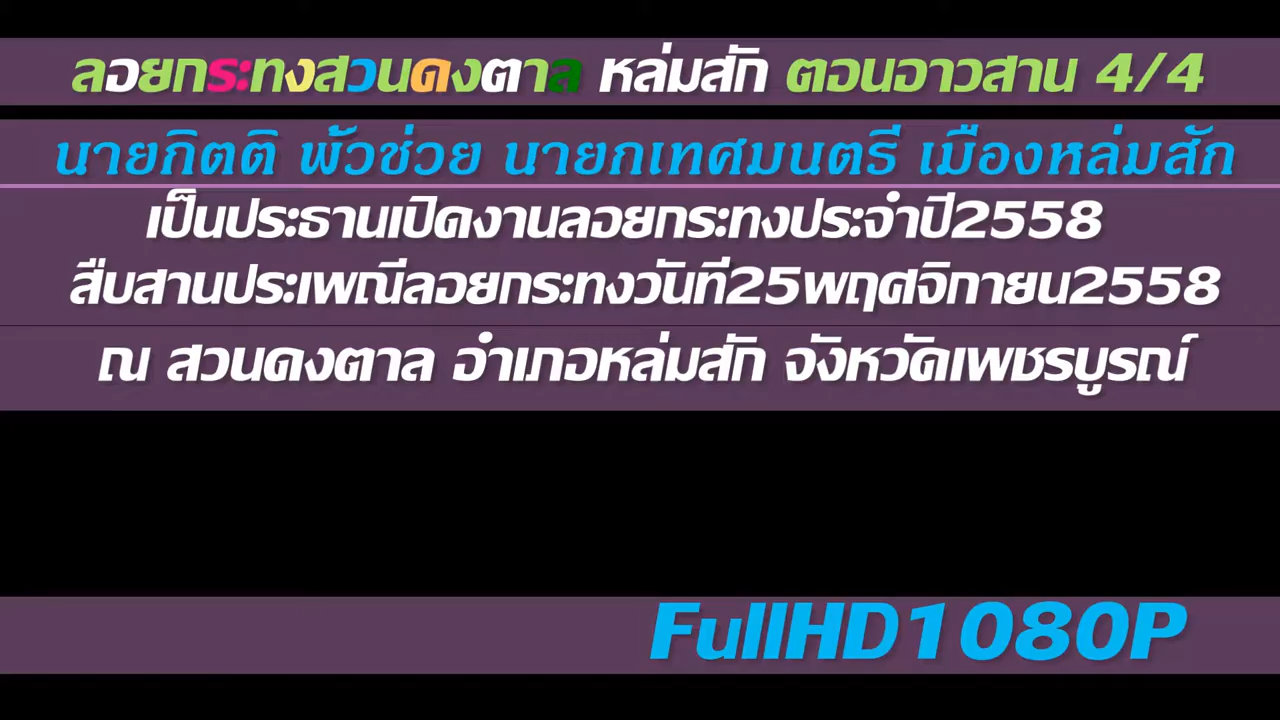 ลอยกระทงสวนดงตาล หล่มสัก ตอนอาวสาน 4/4
นายกิตติ พั้วช่วย นายกเทศมนตรี เมืองหล่มสัก
เป็นประธานเปิดงานลอยกระทงประจำปี2558
สืบสานประเพณีลอยกระทงวันที่25พฤศจิกายน2558
ณ สวนดงตาล อำเภอหล่มสัก จังหวัดเพชรบูรณ์
FullHD1080P